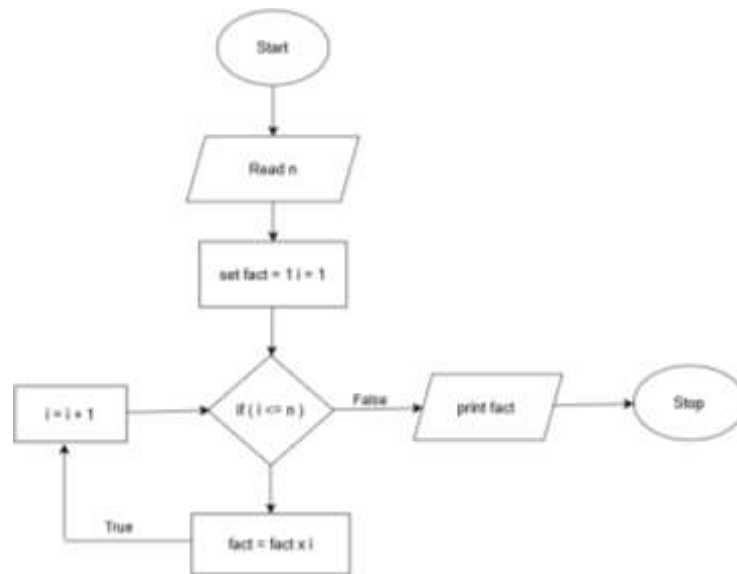 Start
Read n
set fact = 1 i = 1
If ( i <= n )
False
print fact
Stop
True
fact = fact x i
i = i + 1